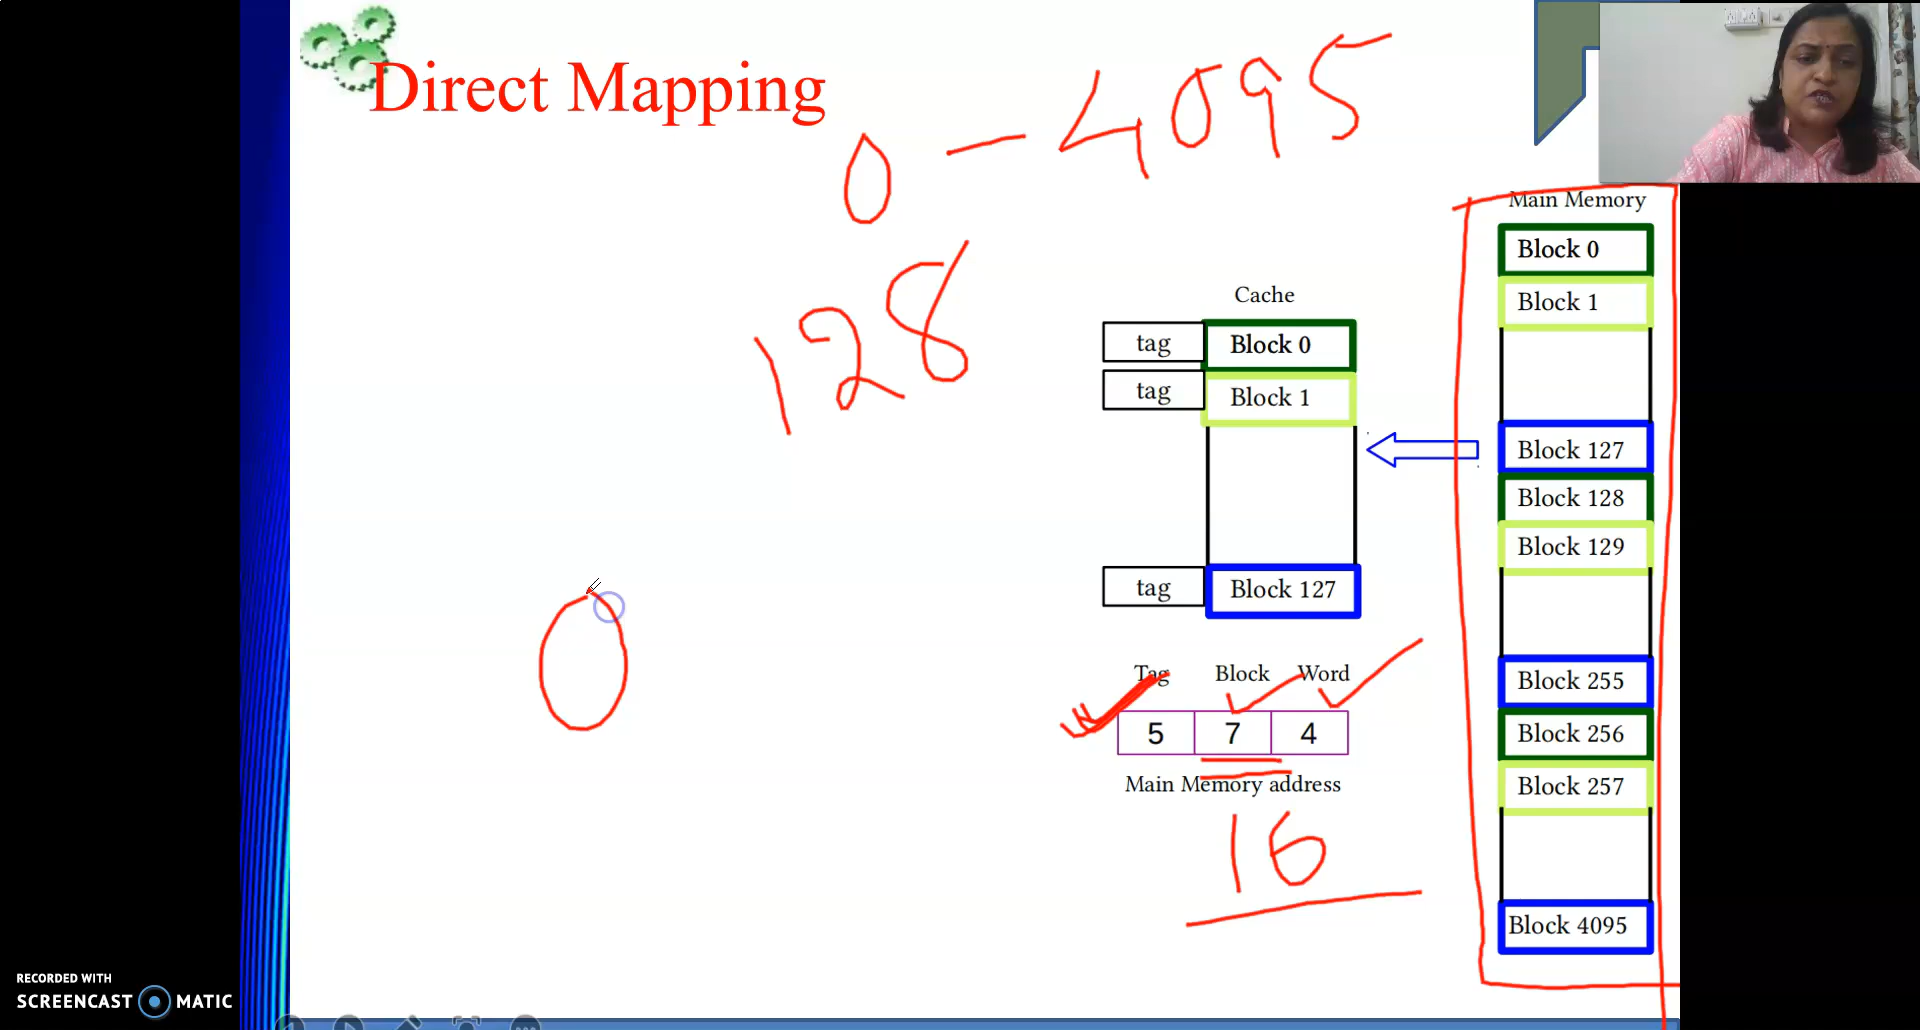 Direct Mapping
0 - 4095
128
0
Cache
tag Block 0
tag Block 1
tag Block 127
Tag Block Word
5 7 4
Main Memory address
16
Main Memory
Block 0
Block 1
Block 127
Block 128
Block 129
Block 255
Block 256
Block 257
Block 4095
RECORDED WITH
SCREENCAST MATIC